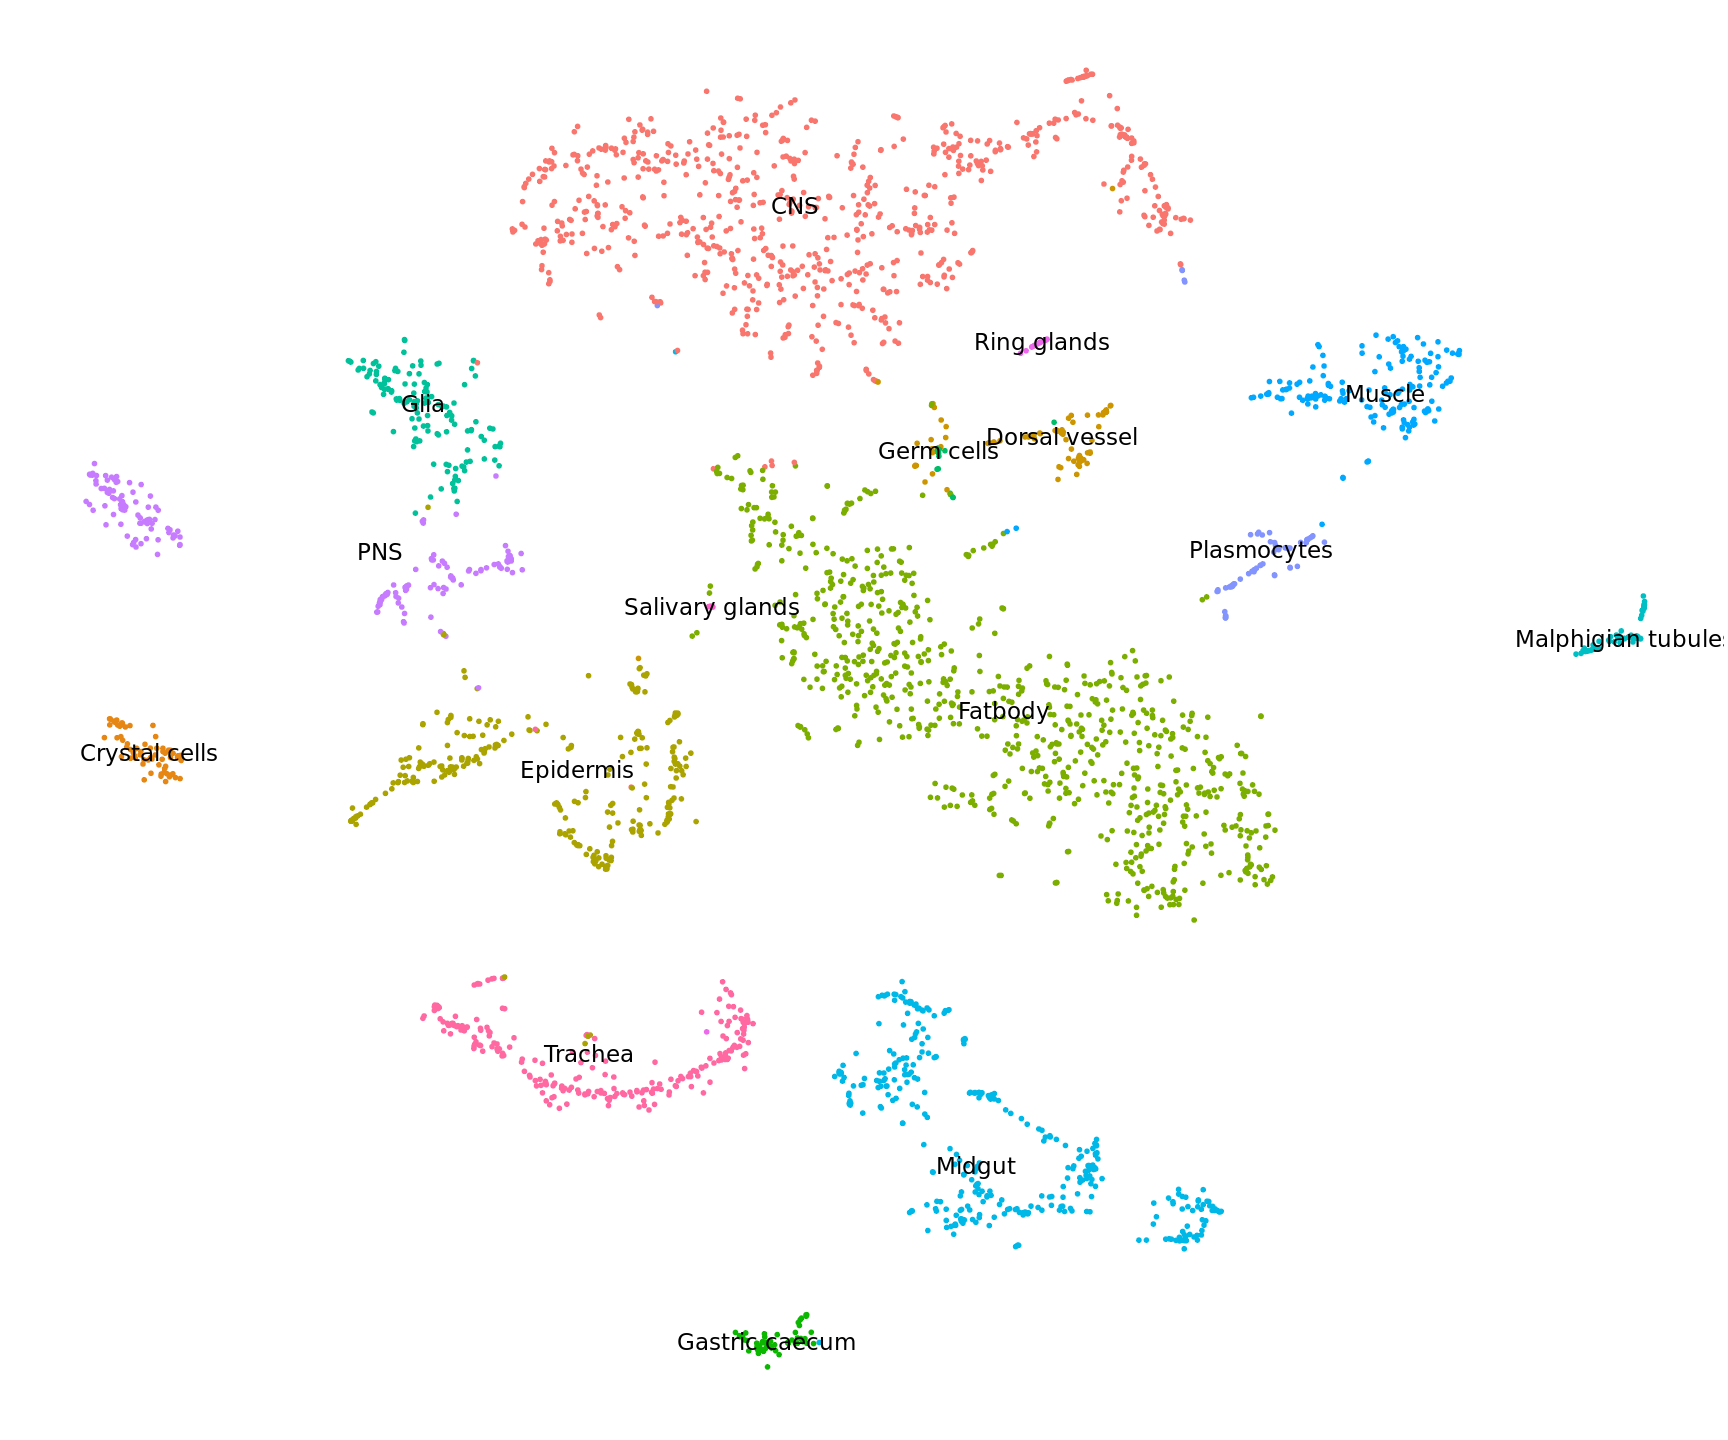 CNS
Ring glands
Muscle
Glia
Dorsal vessel
Germ cells
PNS
Plasmocytes
Salivary glands
Malphigian tubules
Fatbody
Crystal cells
Epidermis
Trachea
Midgut
Gastric caecum